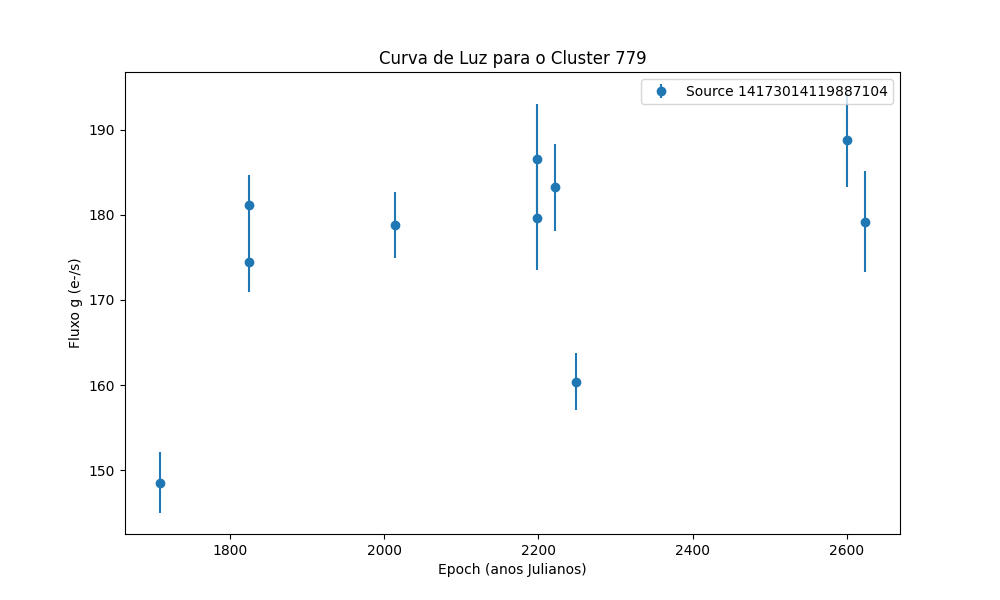 Curva de Luz para o Cluster 779
Source 14173014119887104
190
180
170
160
150
Fluxo g (e-/s)
1800 2000 2200 2400 2600
Epoch (anos Julianos)